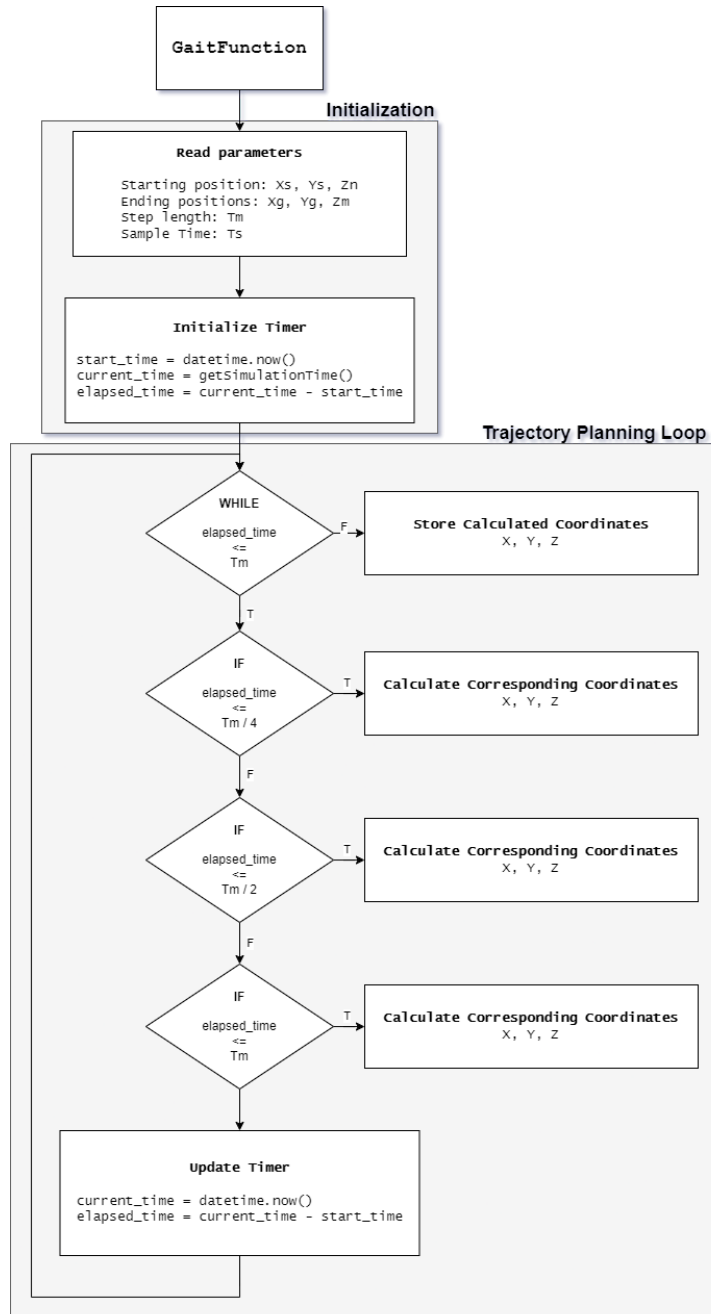 GaitFunction
Initialization
Read parameters
Starting position: Xs, Ys, Zn
Ending positions: Xg, Yg, Zm
Step length: Tm
Sample Time: Ts
Initialize Timer
start_time = datetime.now()
current_time = getSimulationTime()
elapsed_time = current_time - start_time
Trajectory Planning Loop
WHILE
elapsed_time
<=
Tm
F
Store Calculated Coordinates
X, Y, Z
T
IF
elapsed_time
<=
Tm / 4
T
Calculate Corresponding Coordinates
X, Y, Z
F
IF
elapsed_time
<=
Tm / 2
T
Calculate Corresponding Coordinates
X, Y, Z
F
IF
elapsed_time
<=
Tm
T
Calculate Corresponding Coordinates
X, Y, Z
Update Timer
current_time = datetime.now()
elapsed_time = current_time - start_time